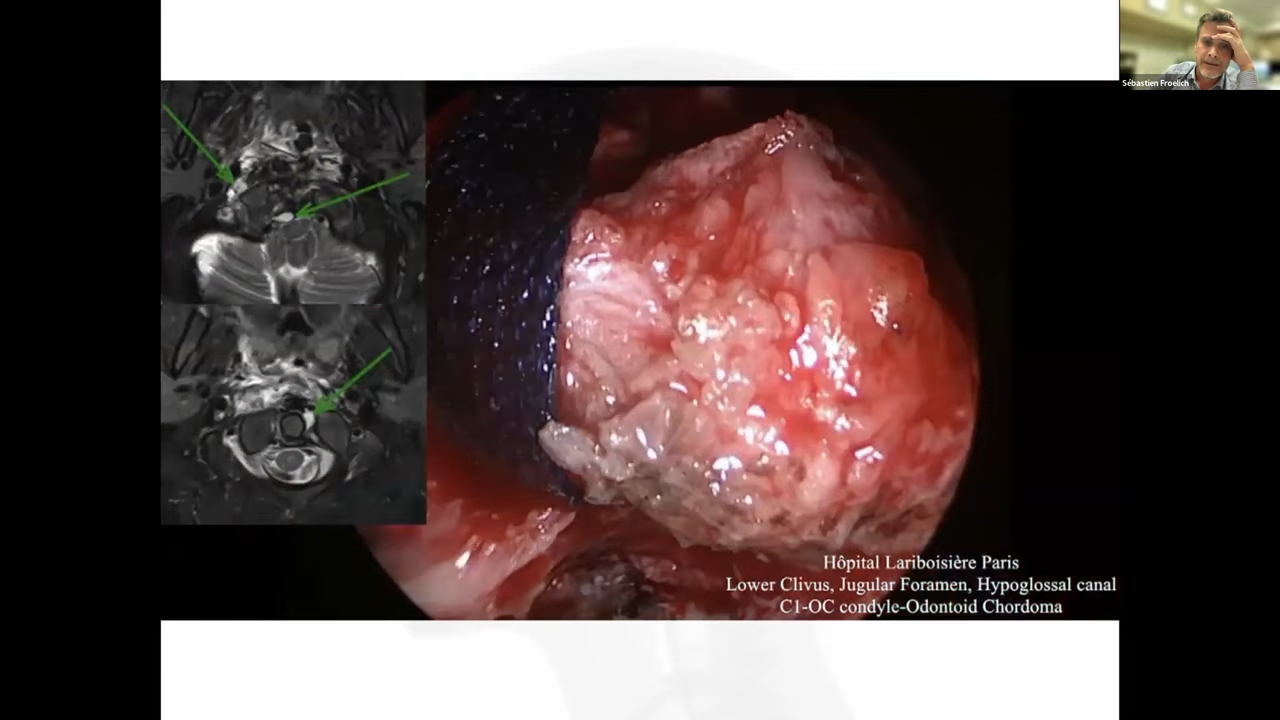 Sébastien Froelich
Hôpital Lariboisière Paris
Lower Clivus, Jugular Foramen, Hypoglossal canal
C1-OC condyle-Odontoid Chordoma